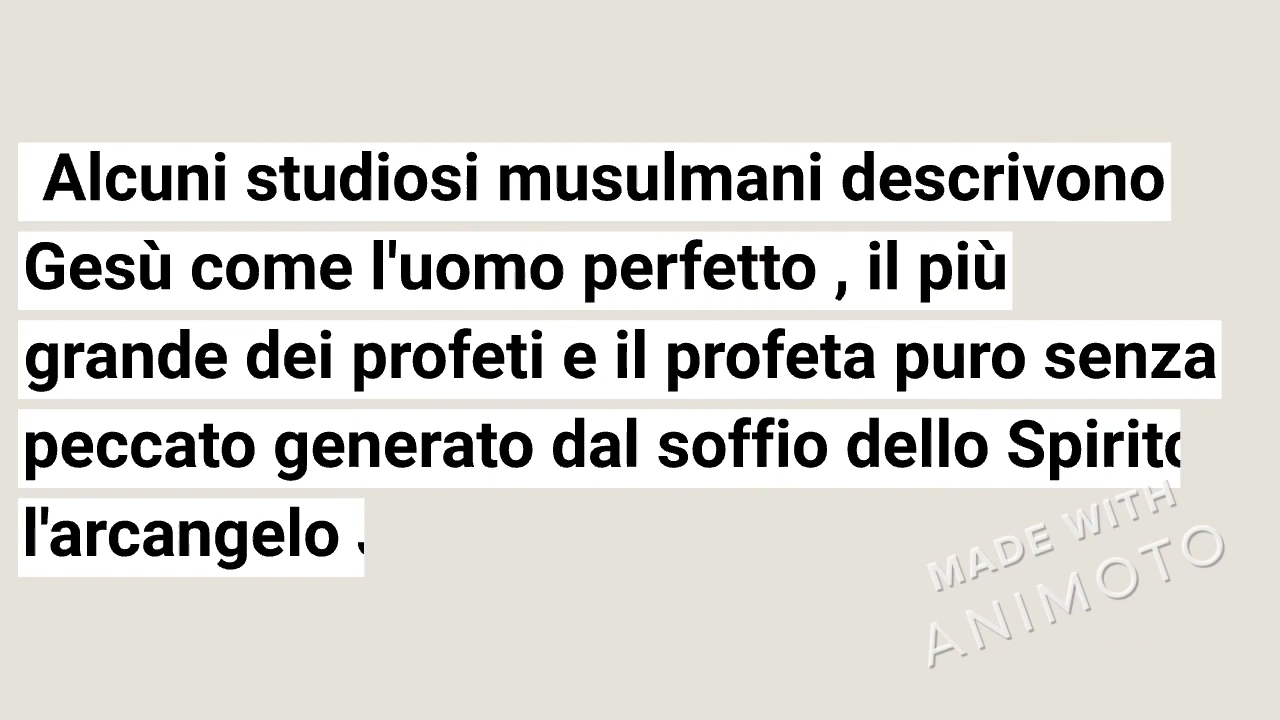 Alcuni studiosi musulmani descrivono
Gesù come l'uomo perfetto , il più
grande dei profeti e il profeta puro senza
peccato generato dal soffio dello Spirito
l'arcangelo
MADE WITH
ANIMOTO